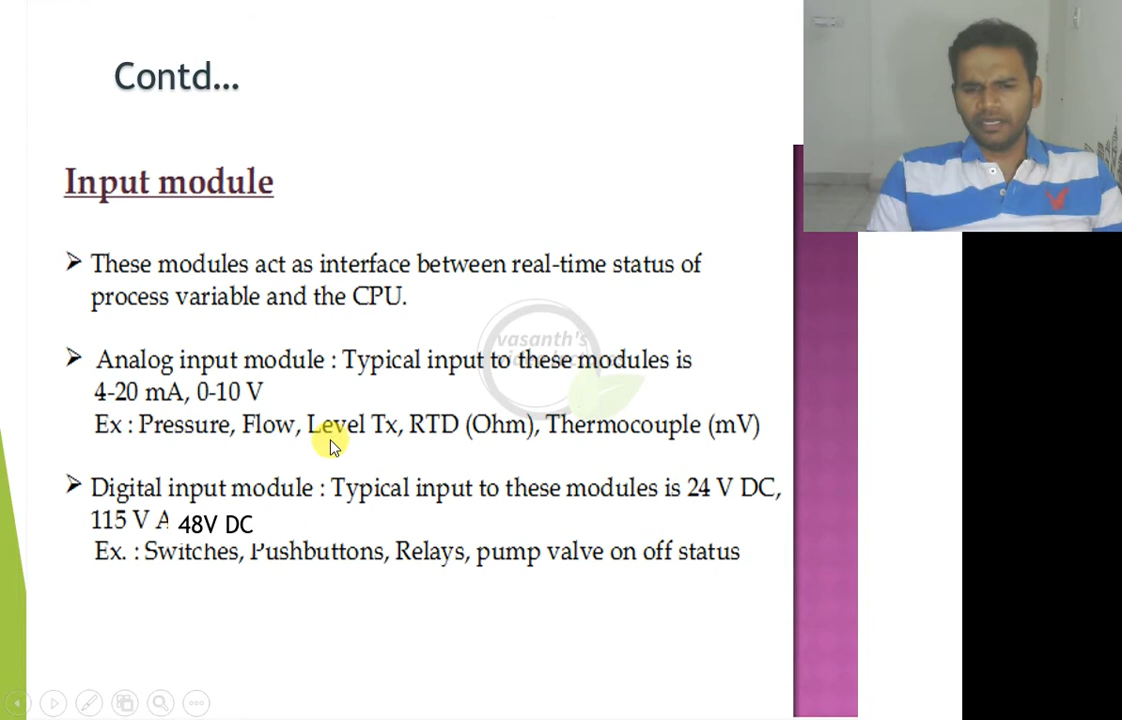 Contd...
Input module
➢ These modules act as interface between real-time status of
process variable and the CPU.
➢ Analog input module : Typical input to these modules is
4-20 mA, 0-10 V
Ex : Pressure, Flow, Level Tx, RTD (Ohm), Thermocouple (mV)
➢ Digital input module : Typical input to these modules is 24 V DC,
115 V A 48V DC
Ex. : Switches, Pushbuttons, Relays, pump valve on off status
vasanth's